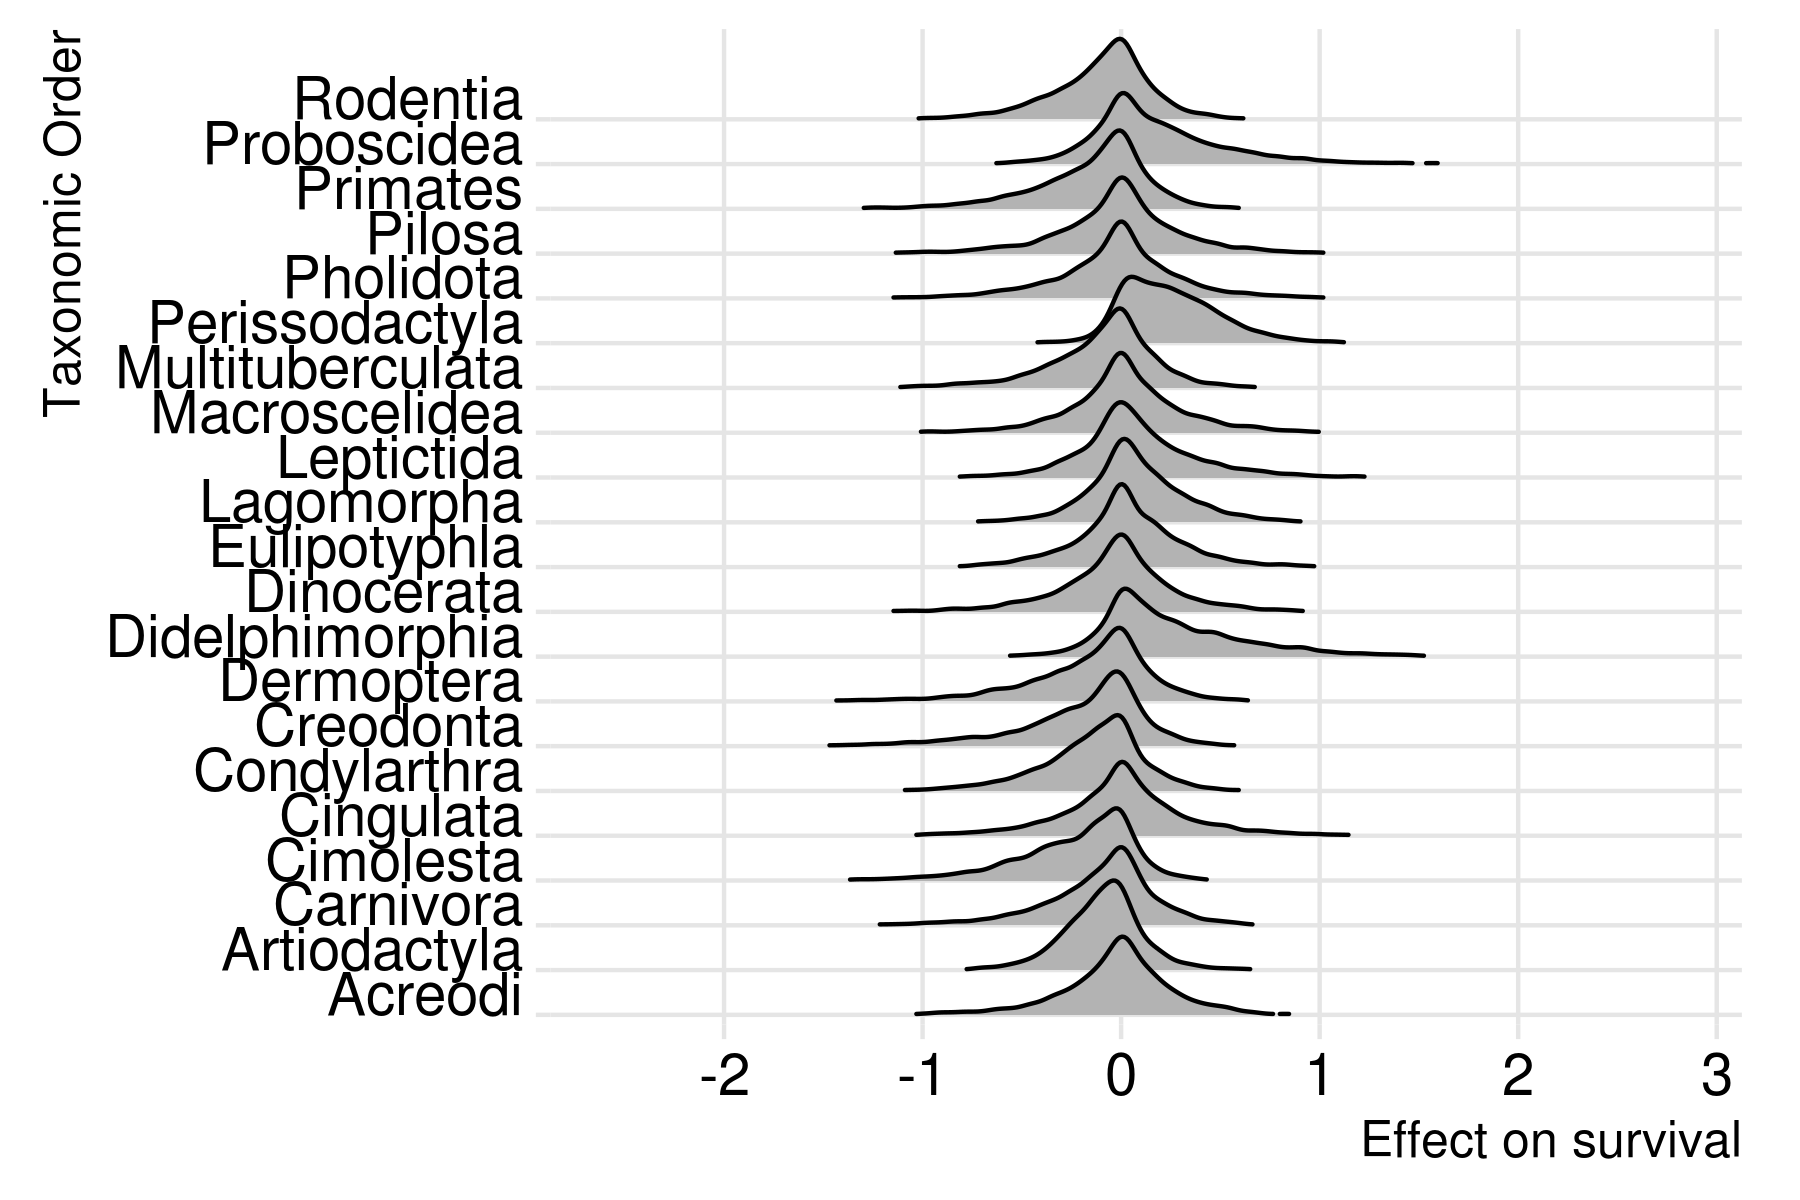 Taxonomic Order
Rodentia
Proboscidea
Primates
Pilosa
Pholidota
Perissodactyla
Multituberculata
Macroscelidea
Leptictida
Lagomorpha
Eulipotyphla
Dinocerata
Didelphimorphia
Dermoptera
Creodonta
Condylarthra
Cingulata
Cimolesta
Carnivora
Artiodactyla
Acreodi
-2 -1 0 1 2 3
Effect on survival